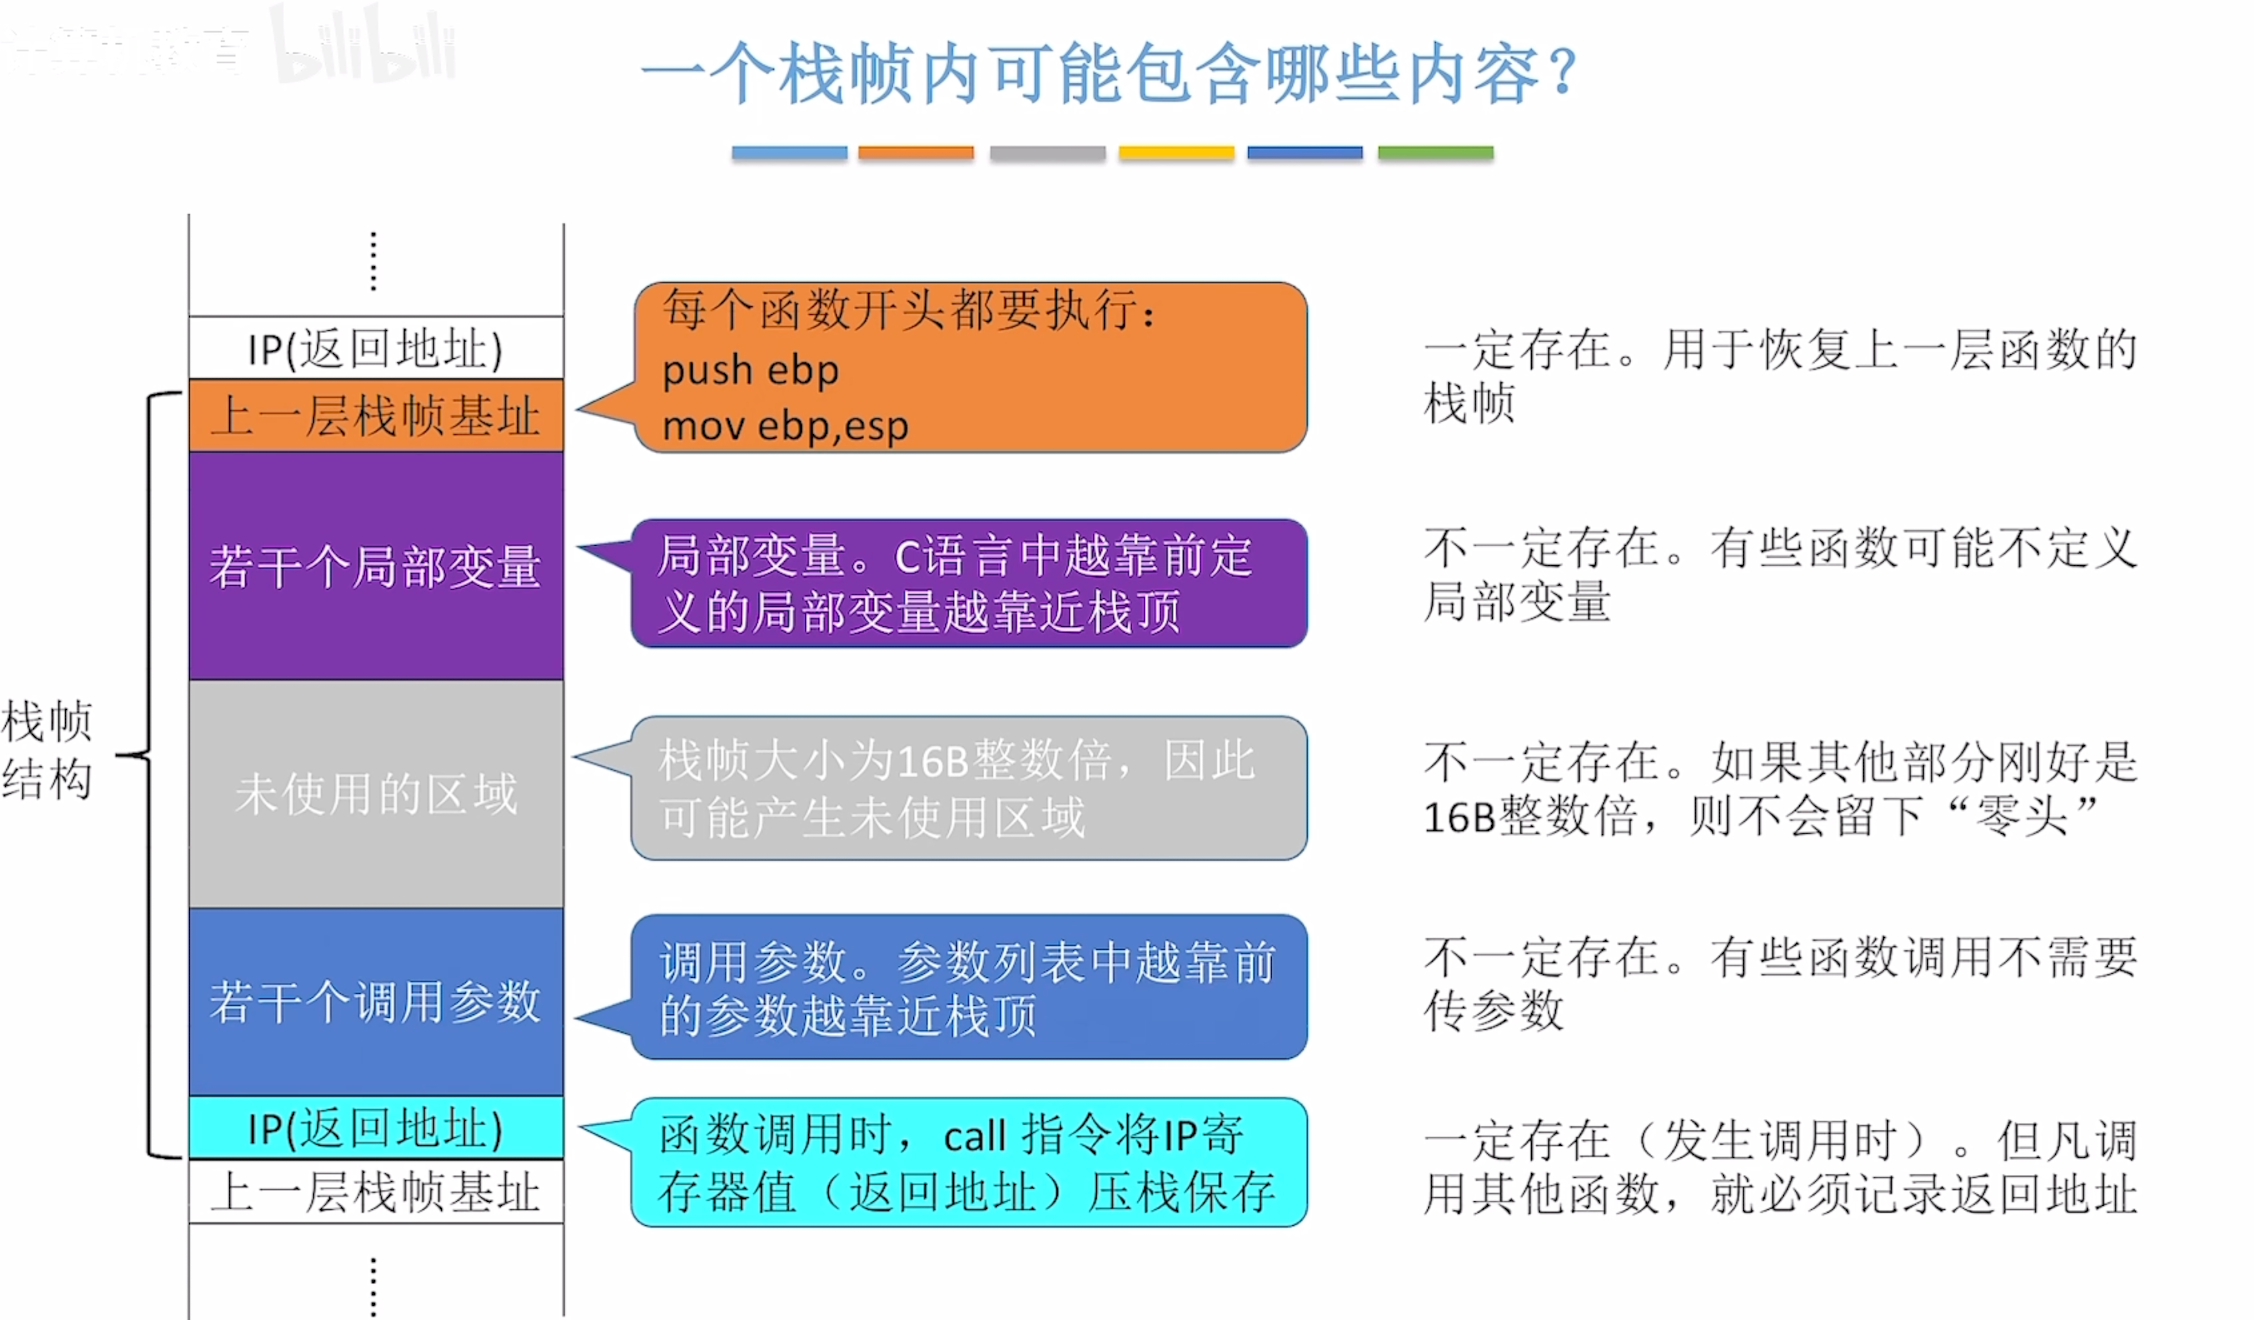 bilibili
一个栈帧内可能包含哪些内容？
IP(返回地址)
上一层栈帧基址
若干个局部变量
未使用的区域
若干个调用参数
IP(返回地址)
上一层栈帧基址
栈帧
结构
每个函数开头都要执行：
push ebp
mov ebp,esp
一定存在。用于恢复上一层函数的
栈帧
局部变量。C语言中越靠前定
义的局部变量越靠近栈顶
不一定存在。有些函数可能不定义
局部变量
栈帧大小为16B整数倍，因此
可能产生未使用区域
不一定存在。如果其他部分刚好是
16B整数倍，则不会留下“零头”
调用参数。参数列表中越靠前
的参数越靠近栈顶
不一定存在。有些函数调用不需要
传参数
函数调用时，call 指令将IP寄
存器值（返回地址）压栈保存
一定存在（发生调用时）。但凡调
用其他函数，就必须记录返回地址